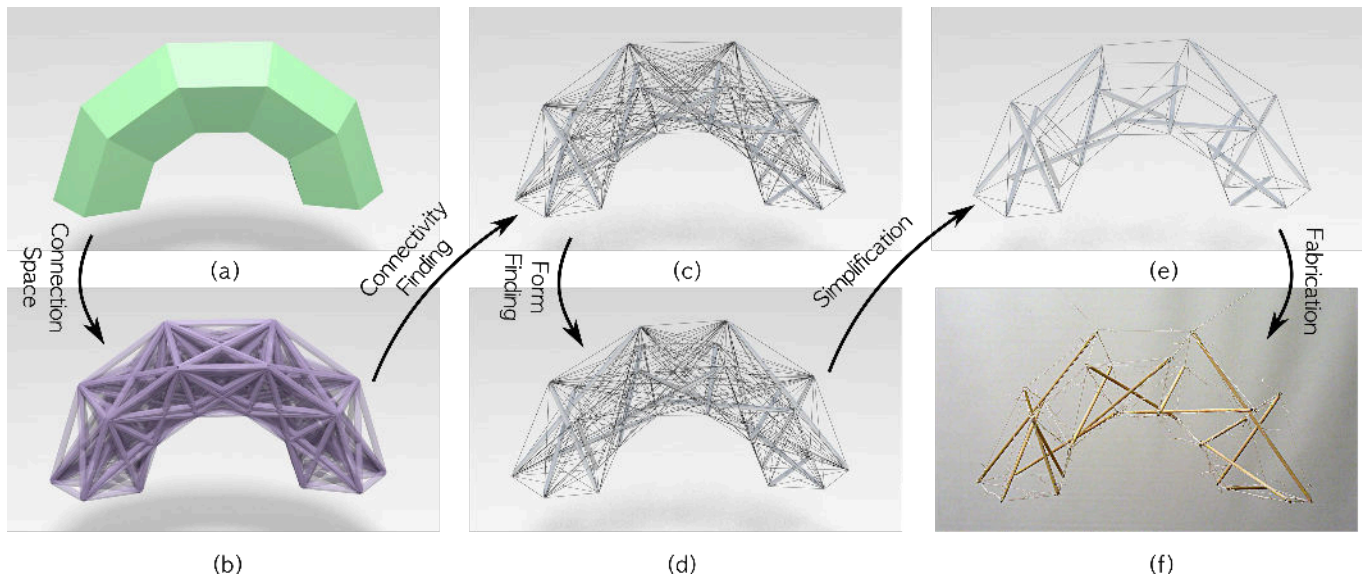 (a)
Connection
Space
(b)
Connectivity
Finding
(c)
Form
Finding
(d)
Simplification
(e)
Fabrication
(f)